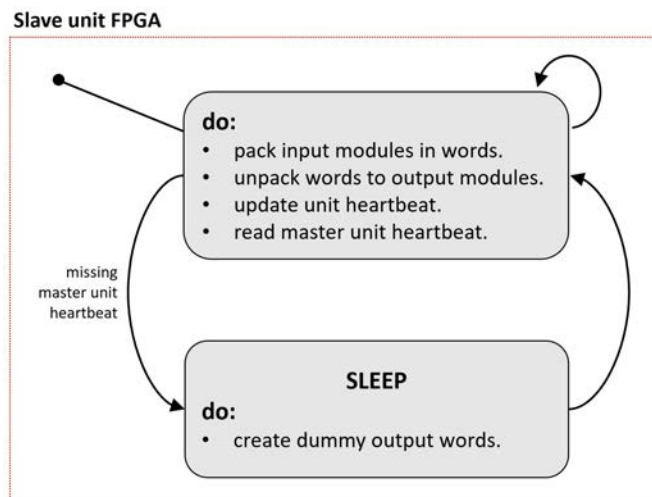 Slave unit FPGA
do:
• pack input modules in words.
• unpack words to output modules.
• update unit heartbeat.
• read master unit heartbeat.
missing
master unit
heartbeat
SLEEP
do:
• create dummy output words.